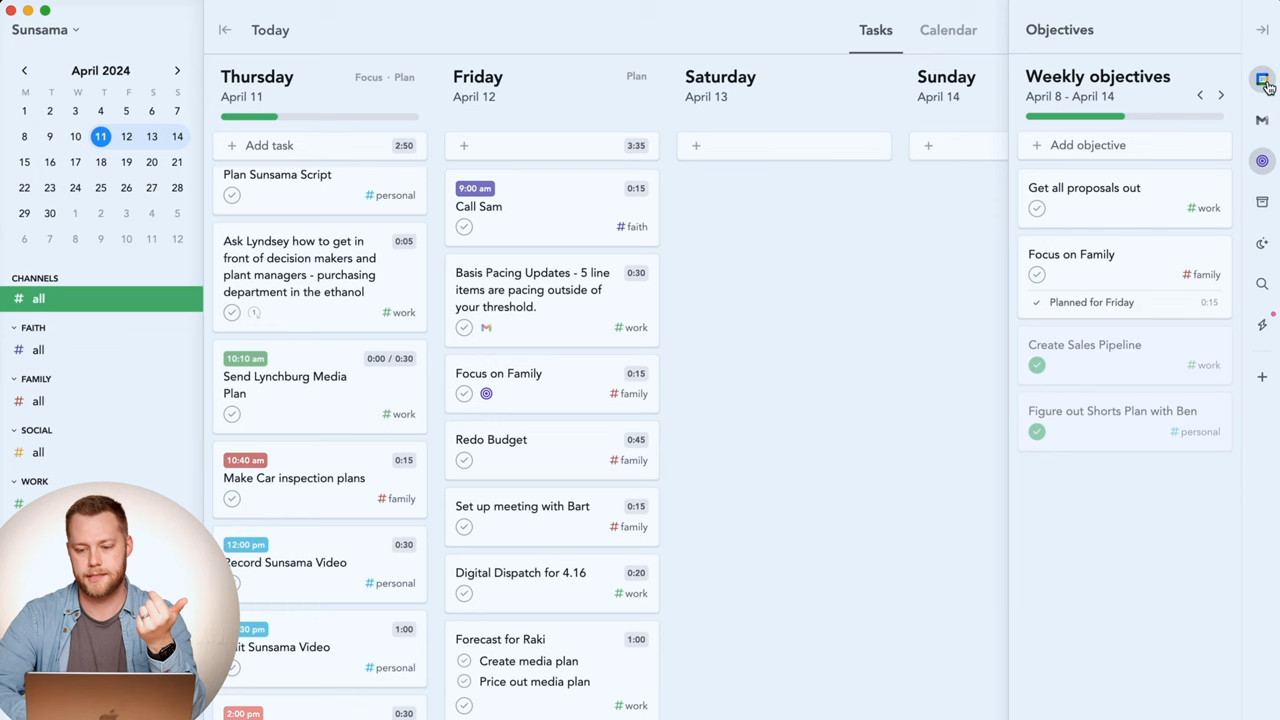 Sunsama
April 2024
M T W T F S S
1 2 3 4 5 6 7
8 9 10 11 12 13 14
15 16 17 18 19 20 21
22 23 24 25 26 27 28
29 30 1 2 3 4 5
6 7 8 9 10 11 12
CHANNELS
# all
FAITH
# all
FAMILY
# all
SOCIAL
# all
WORK
#
Today
Tasks
Calendar
Thursday
Focus · Plan
April 11
+ Add task 2:50
Plan Sunsama Script
#personal
Ask Lyndsey how to get in 0:05
front of decision makers and
plant managers - purchasing
department in the ethanol
#work
10:10 am 0:00 / 0:30
Send Lynchburg Media
Plan
#work
10:40 am 0:15
Make Car inspection plans
#family
12:00 pm 0:30
Record Sunsama Video
#personal
30 pm 1:00
it Sunsama Video
#personal
2:00 pm 0:30
Friday
Plan
April 12
+ 3:35
9:00 am 0:15
Call Sam
#faith
Basis Pacing Updates - 5 line 0:30
items are pacing outside of
your threshold.
#work
Focus on Family 0:15
#family
Redo Budget 0:45
#family
Set up meeting with Bart 0:15
#family
Digital Dispatch for 4.16 0:20
#work
Forecast for Raki 1:00
Create media plan
Price out media plan
#work
Saturday
April 13
+
Sunday
April 14
+
Objectives
Weekly objectives
April 8 - April 14
+ Add objective
Get all proposals out
#work
Focus on Family
#family
Planned for Friday 0:15
Create Sales Pipeline
#work
Figure out Shorts Plan with Ben
#personal